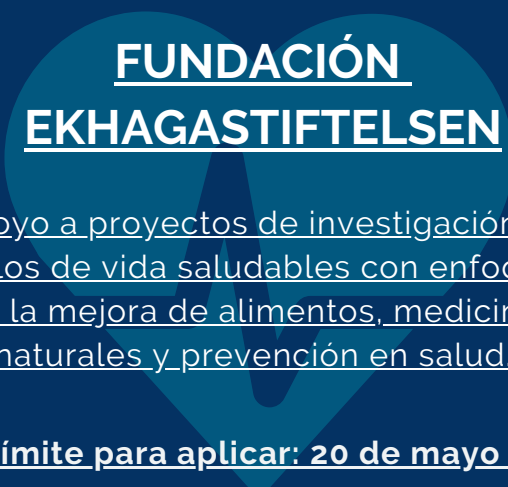 FUNDACIÓN
EKHAGASTIFTELSEN
oyo a proyectos de investigación
los de vida saludables con enfoc
la mejora de alimentos, medicin
naturales y prevención en salud.
ímite para aplicar: 20 de mayo